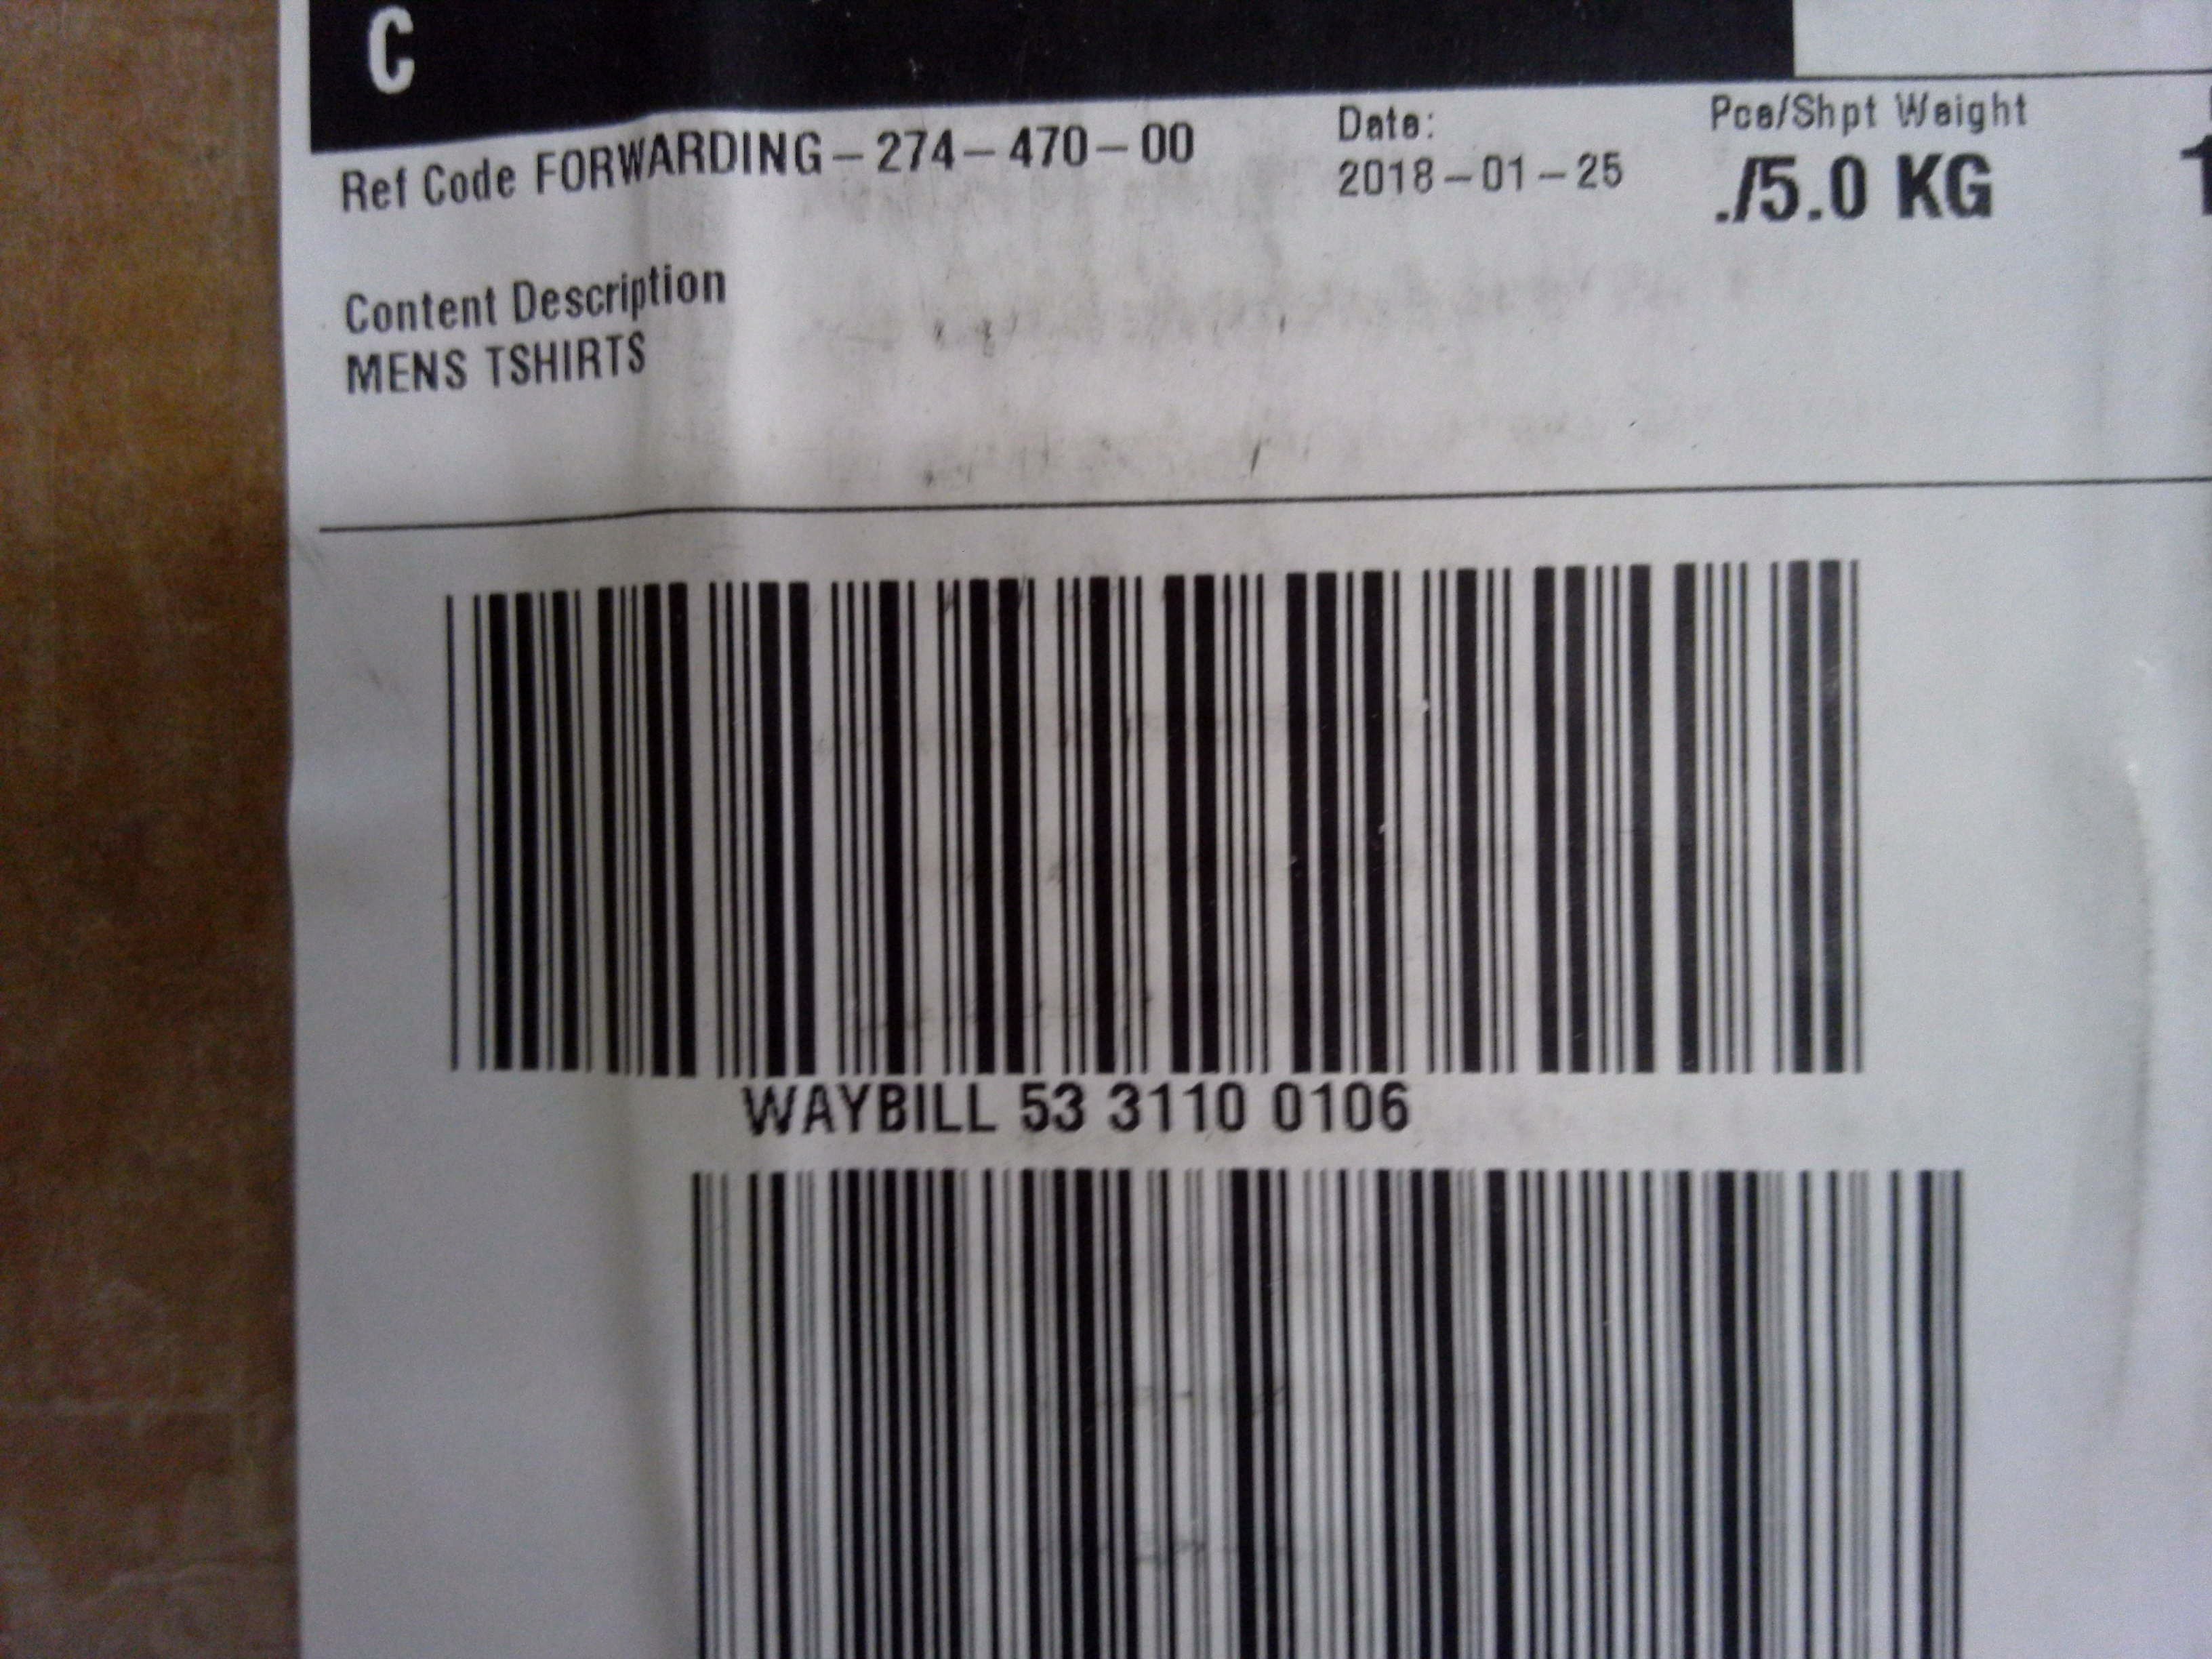 C
Ref Code FORWARDING-274-470-00
Date:
2018-01-25
Pce/Shpt Weight
./5.0 KG
Content Description
MENS TSHIRTS
WAYBILL 53 3110 0106